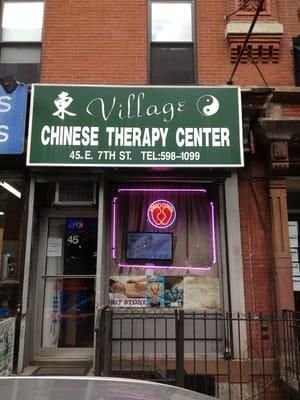 東 Village
CHINESE THERAPY CENTER
45 E. 7TH ST. TEL:598-1099
OPEN
45
HOT STONE